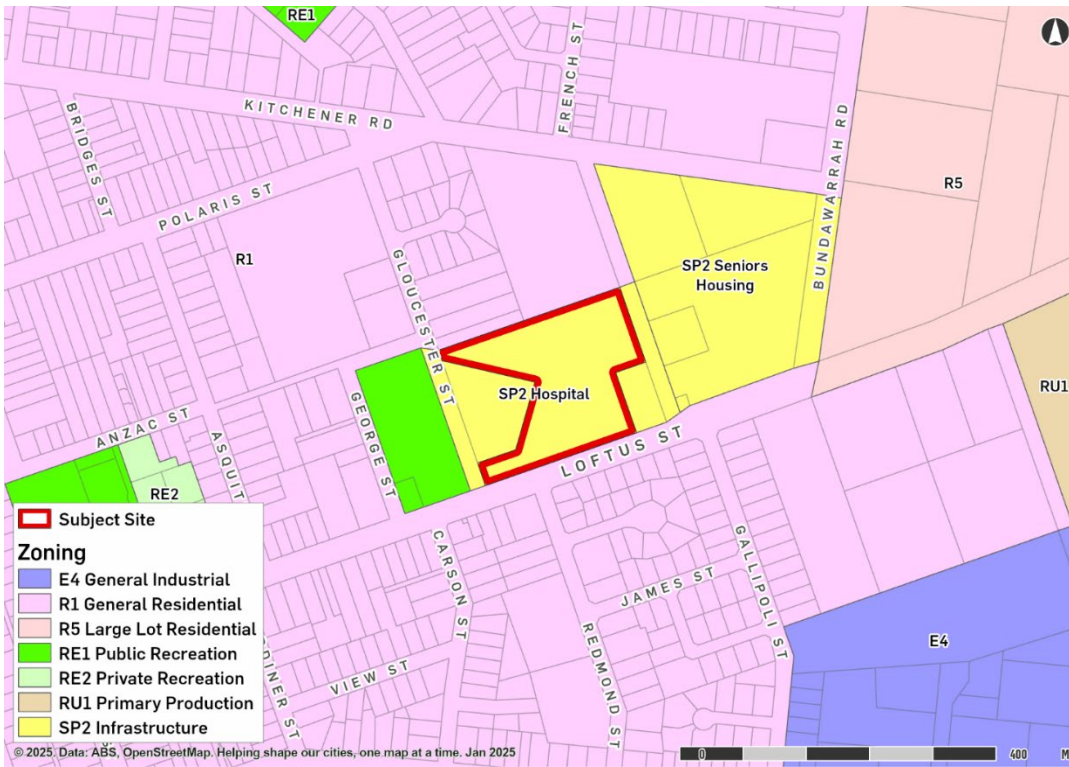 RE1
FRENCH ST
KITCHENER RD
BRIDGES ST
BUNDAWARRAH RD
R5
POLARIS ST
R1
GLOUCESTER ST
SP2 Seniors
Housing
SP2 Hospital
RU1
GEORGE ST
ANZAC ST
ASQUIT
LOFTUS ST
RE2
CARSON ST
GALLIPOLI ST
JAMES ST
REDMOND ST
E4
VIEW ST
DINER ST
Subject Site
Zoning
E4 General Industrial
R1 General Residential
R5 Large Lot Residential
RE1 Public Recreation
RE2 Private Recreation
RU1 Primary Production
SP2 Infrastructure
© 2025. Data: ABS, OpenStreetMap. Helping shape our cities, one map at a time. Jan 2025
0 400 M